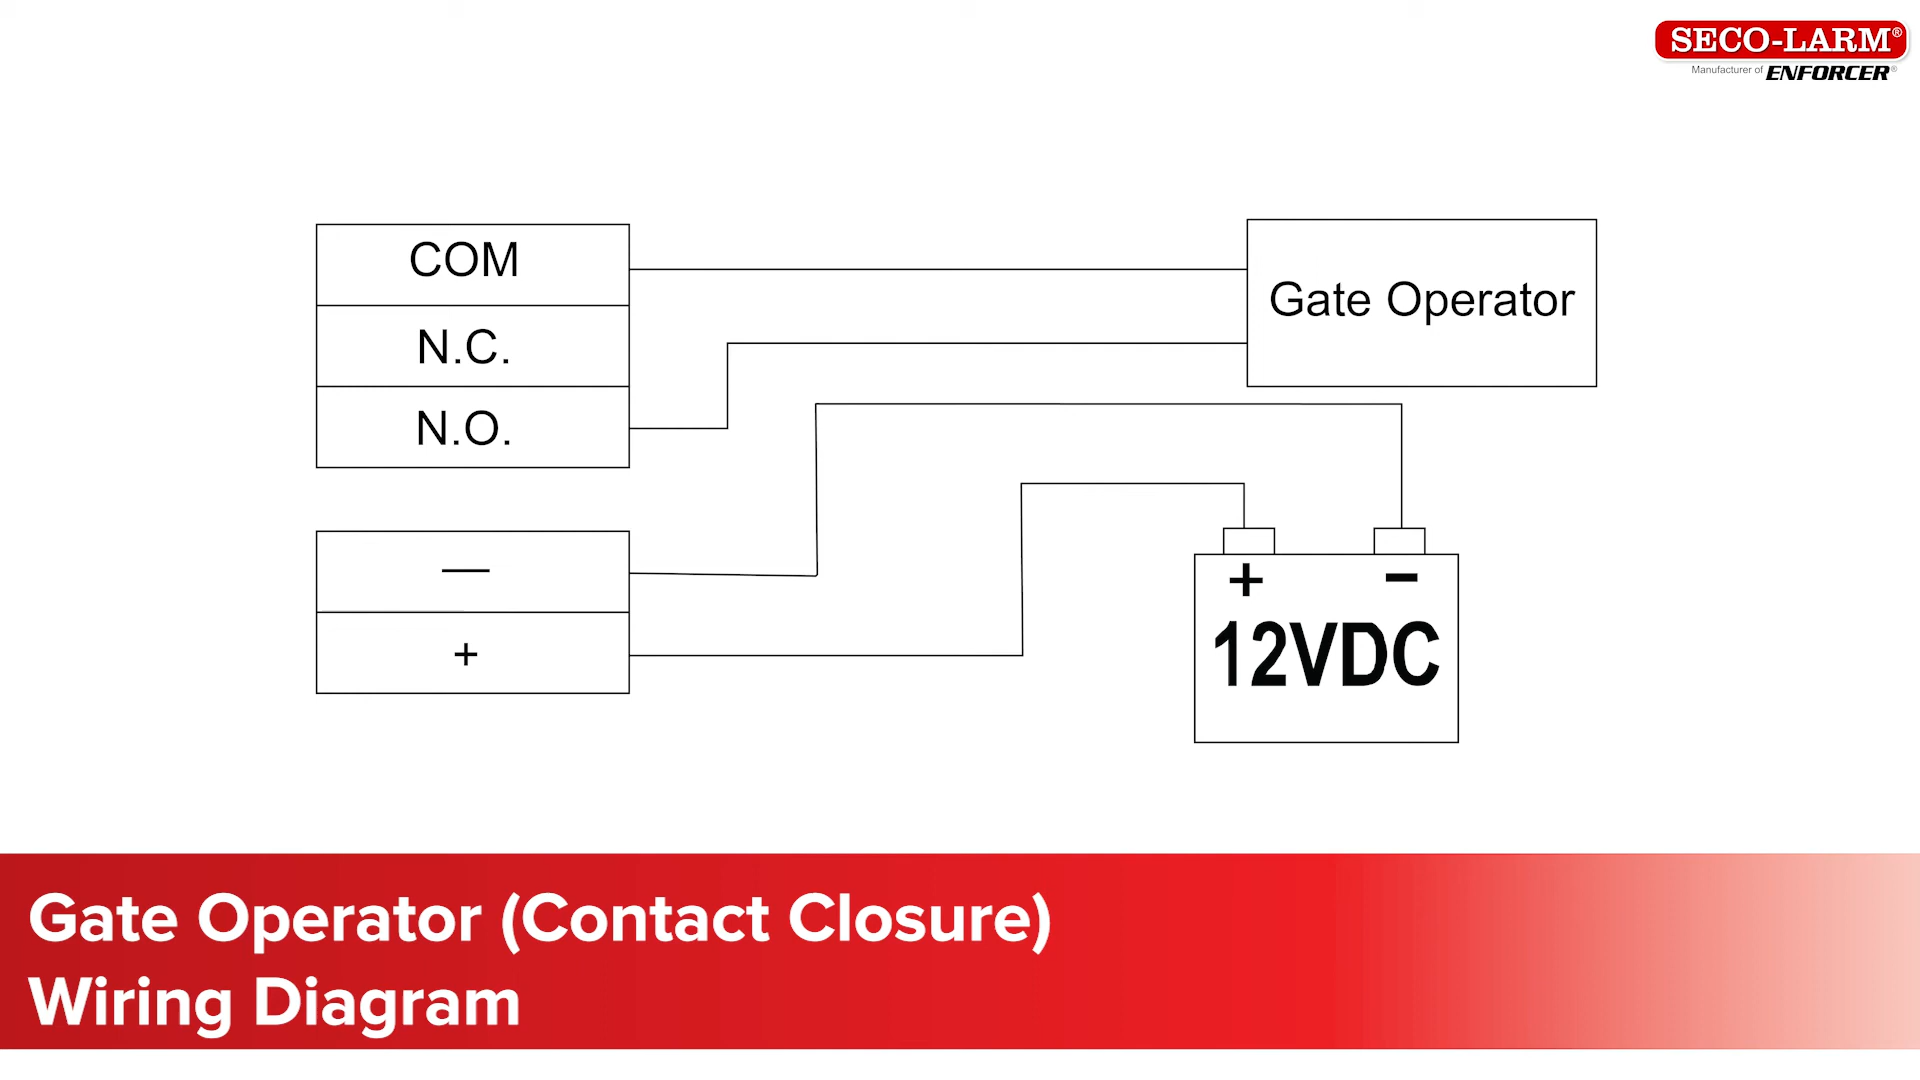 SECO-LARM®
Manufacturer of ENFORCER®
COM
N.C.
N.O.
Gate Operator
—
+
+ −
12VDC
Gate Operator (Contact Closure)
Wiring Diagram